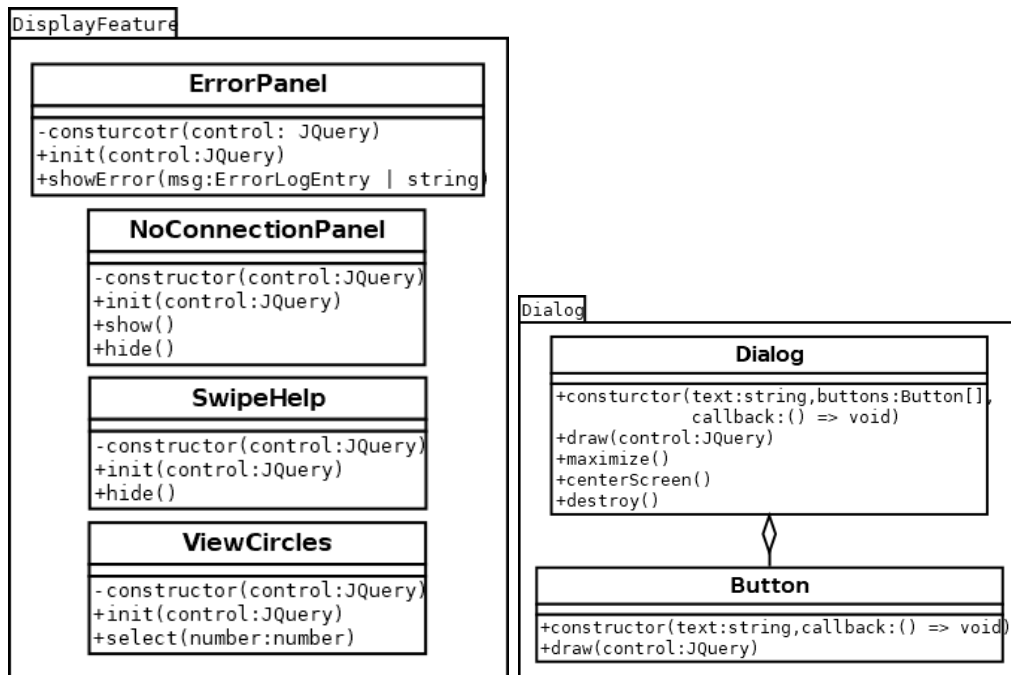 DisplayFeature
ErrorPanel
-consturcotr(control: JQuery)
+init(control:JQuery)
+showError(msg:ErrorLogEntry | string)
NoConnectionPanel
-constructor(control:JQuery)
+init(control:JQuery)
+show()
+hide()
SwipeHelp
-constructor(control:JQuery)
+init(control:JQuery)
+hide()
ViewCircles
-constructor(control:JQuery)
+init(control:JQuery)
+select(number:number)
Dialog
Dialog
+consturctor(text:string,buttons:Button[],
callback:() => void)
+draw(control:JQuery)
+maximize()
+centerScreen()
+destroy()
Button
+constructor(text:string,callback:() => void)
+draw(control:JQuery)